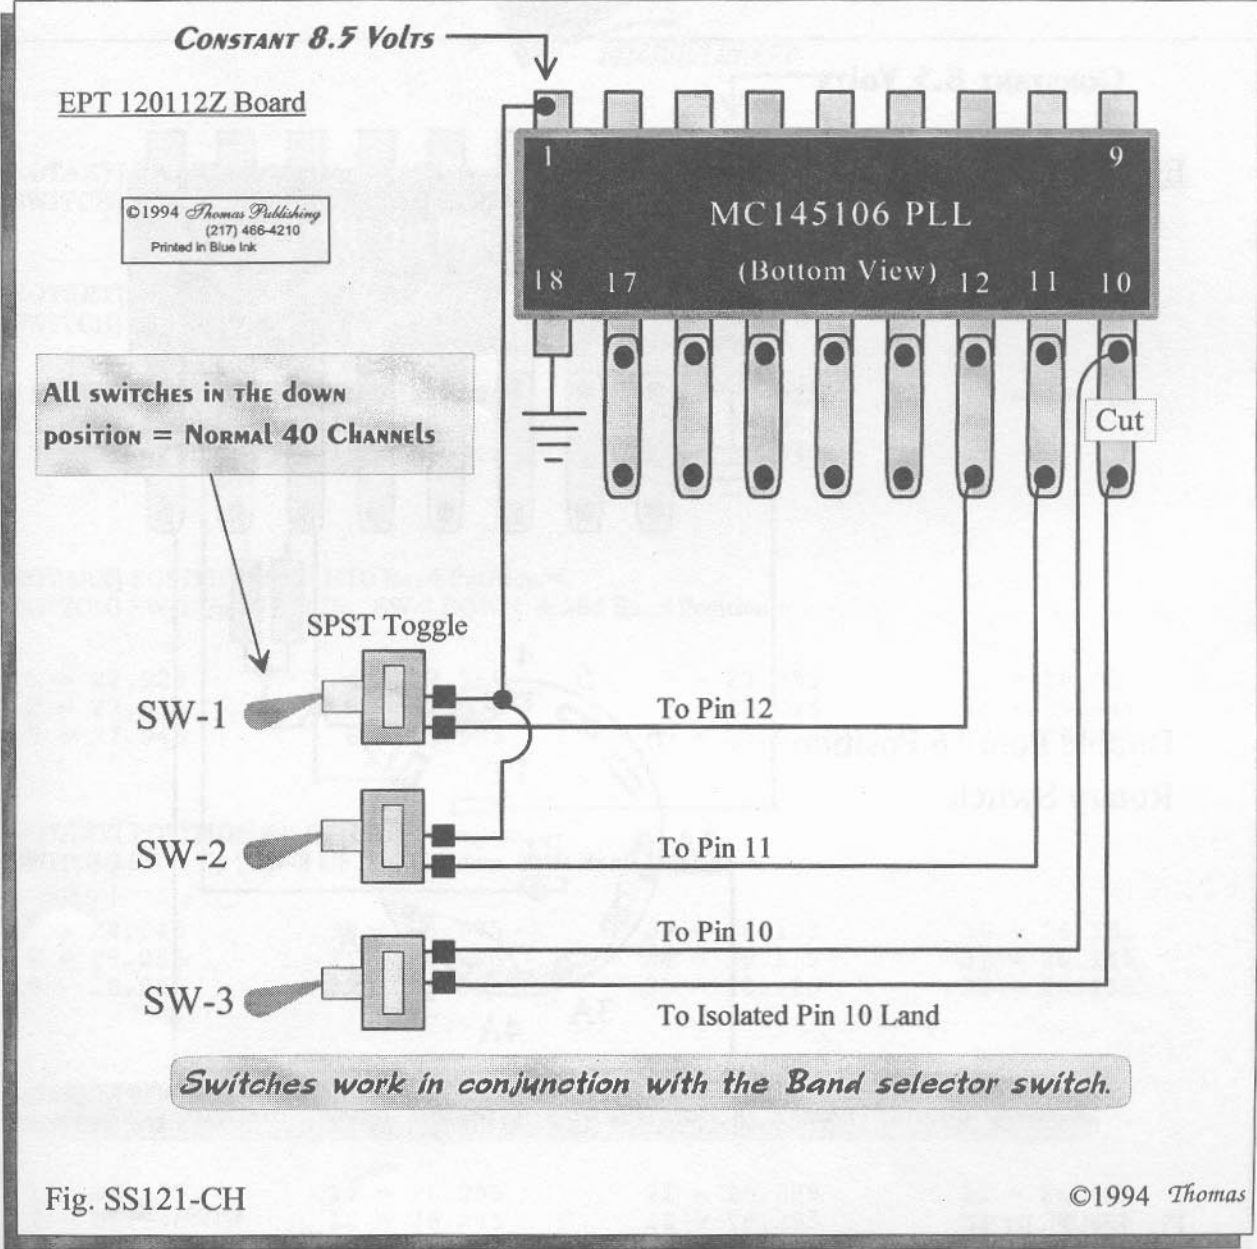 Constant 8.5 Volts
EPT 120112Z Board
©1994 Thomas Publishing
(217) 466-4210
Printed in Blue Ink
1
9
MC145106 PLL
(Bottom View)
18
17
12
11
10
All switches in the down
position = Normal 40 Channels
Cut
SPST Toggle
SW-1
To Pin 12
SW-2
To Pin 11
SW-3
To Pin 10
To Isolated Pin 10 Land
Switches work in conjunction with the Band selector switch.
Fig. SS121-CH
©1994 Thomas